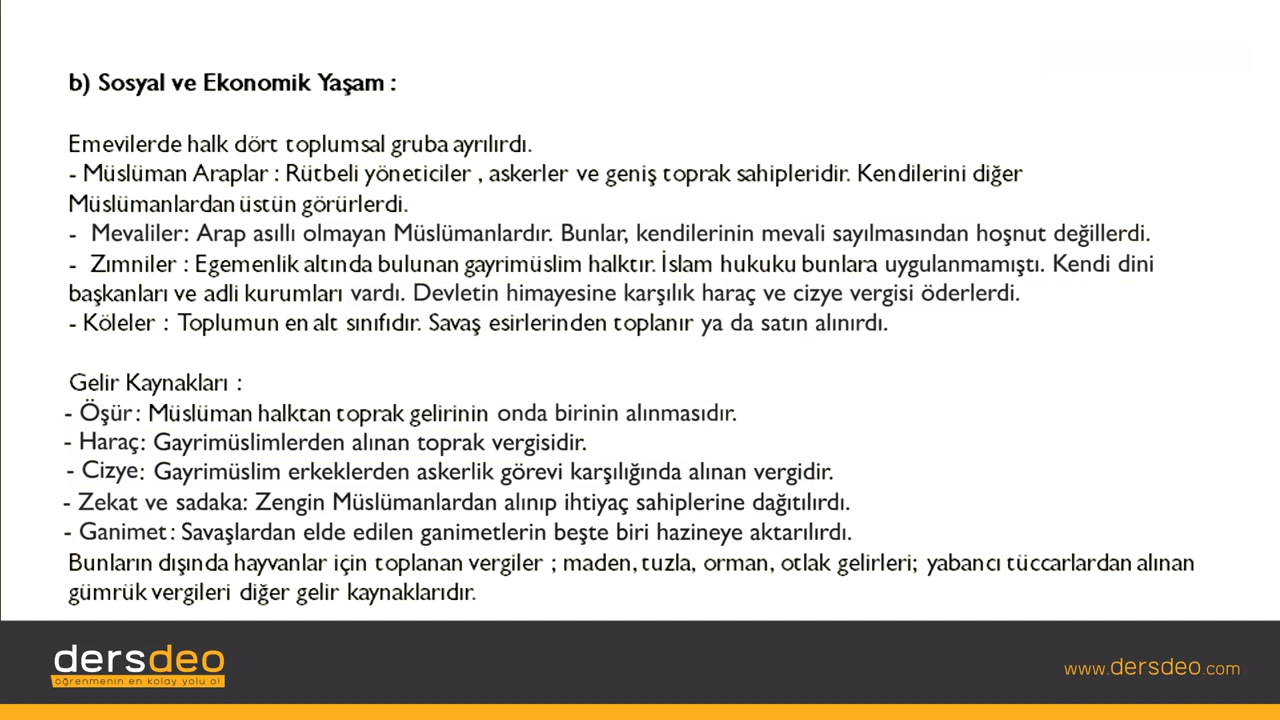 b) Sosyal ve Ekonomik Yaşam :
Emevilerde halk dört toplumsal gruba ayrılırdı.
- Müslüman Araplar : Rütbeli yöneticiler , askerler ve geniş toprak sahipleridir. Kendilerini diğer
Müslümanlardan üstün görürlerdi.
- Mevaliler: Arap asıllı olmayan Müslümanlardır. Bunlar, kendilerinin mevali sayılmasından hoşnut değillerdi.
- Zımniler : Egemenlik altında bulunan gayrimüslim halktır. İslam hukuku bunlara uygulanmamıştı. Kendi dini
başkanları ve adli kurumları vardı. Devletin himayesine karşılık haraç ve cizye vergisi öderlerdi.
- Köleler : Toplumun en alt sınıfıdır. Savaş esirlerinden toplanır ya da satın alınırdı.
Gelir Kaynakları :
- Öşür: Müslüman halktan toprak gelirinin onda birinin alınmasıdır.
- Haraç: Gayrimüslimlerden alınan toprak vergisidir.
- Cizye: Gayrimüslim erkeklerden askerlik görevi karşılığında alınan vergidir.
- Zekat ve sadaka: Zengin Müslümanlardan alınıp ihtiyaç sahiplerine dağıtılırdı.
- Ganimet: Savaşlardan elde edilen ganimetlerin beşte biri hazineye aktarılırdı.
Bunların dışında hayvanlar için toplanan vergiler ; maden, tuzla, orman, otlak gelirleri; yabancı tüccarlardan alınan
gümrük vergileri diğer gelir kaynaklarıdır.
dersdeo
öğrenmenin en kolay yolu o!
www.dersdeo.com